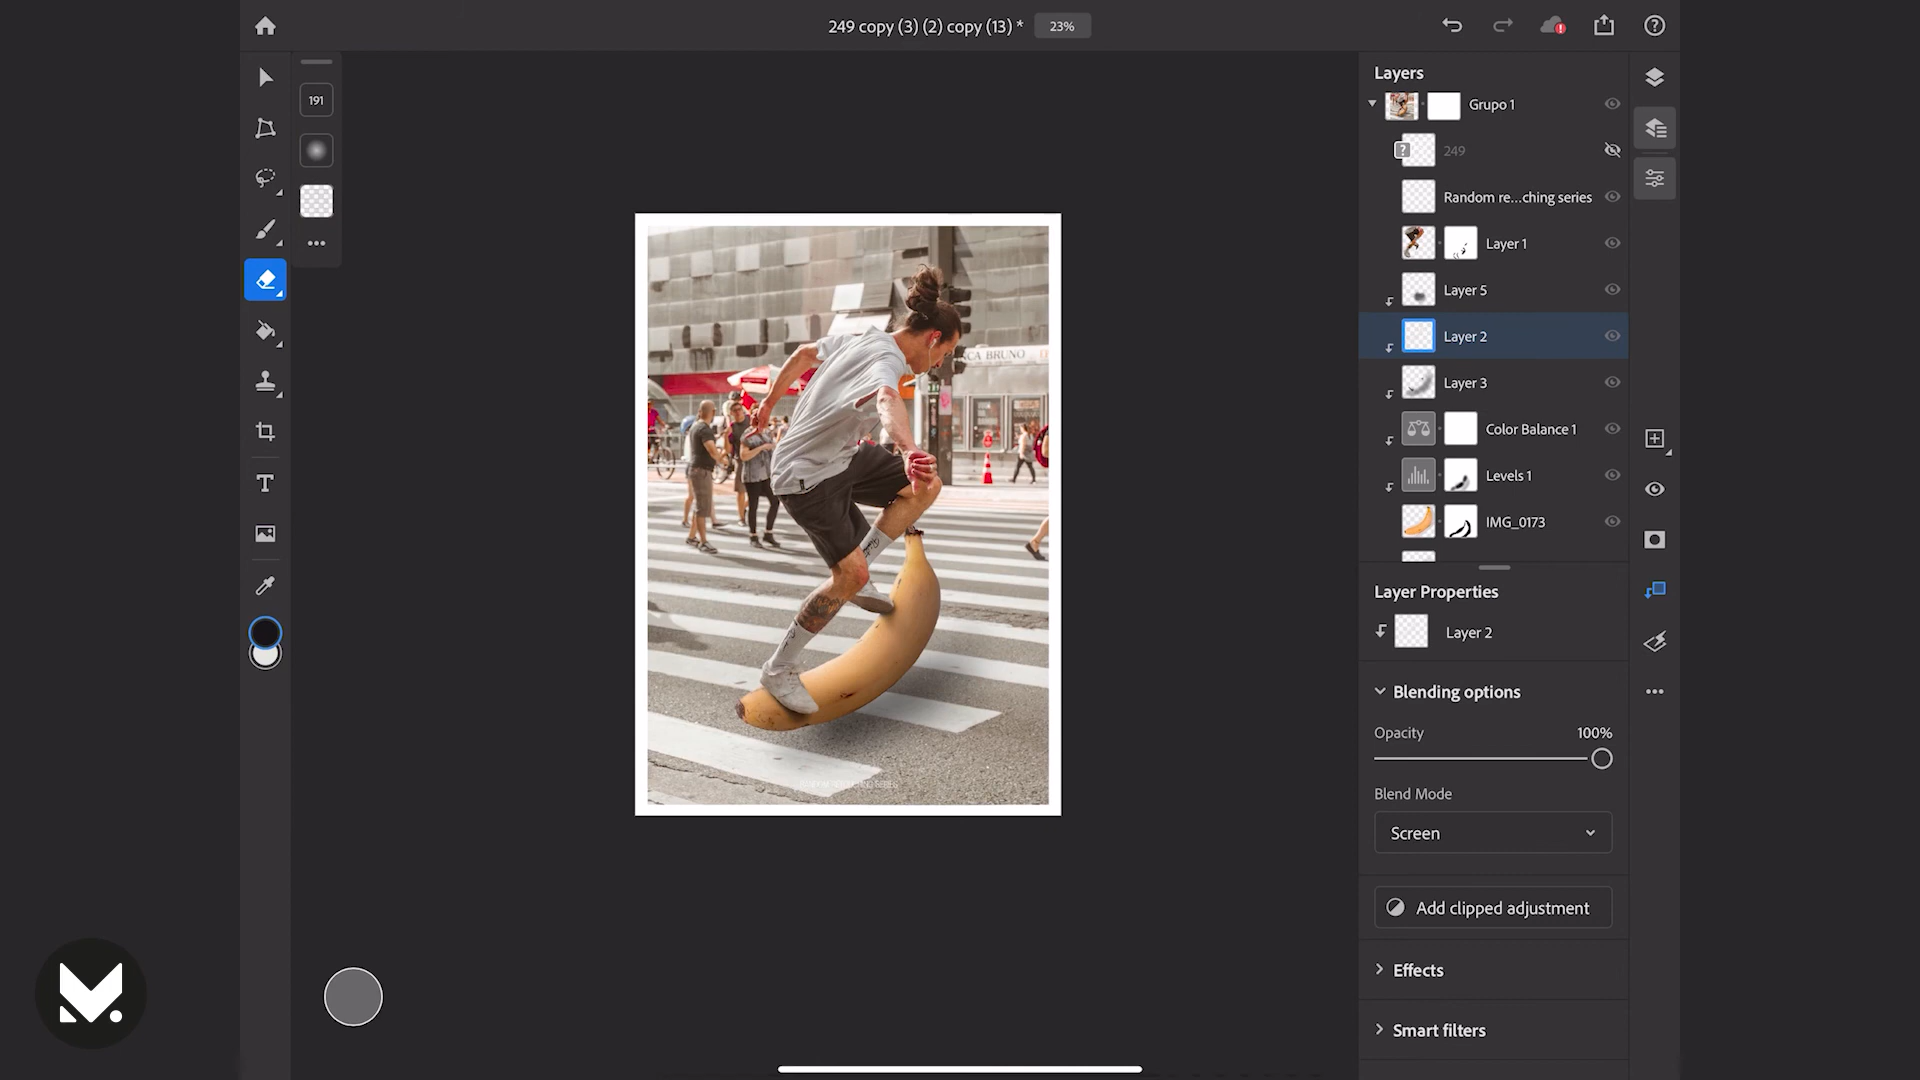 249 copy (3) (2) copy (13) *
23%
191
Layers
Grupo 1
?
249
Random re...ching series
Layer 1
Layer 5
Layer 2
Layer 3
Color Balance 1
Levels 1
IMG_0173
Layer Properties
Layer 2
Blending options
Opacity
100%
Blend Mode
Screen
Add clipped adjustment
Effects
Smart filters
CA BRUNO
T
M.